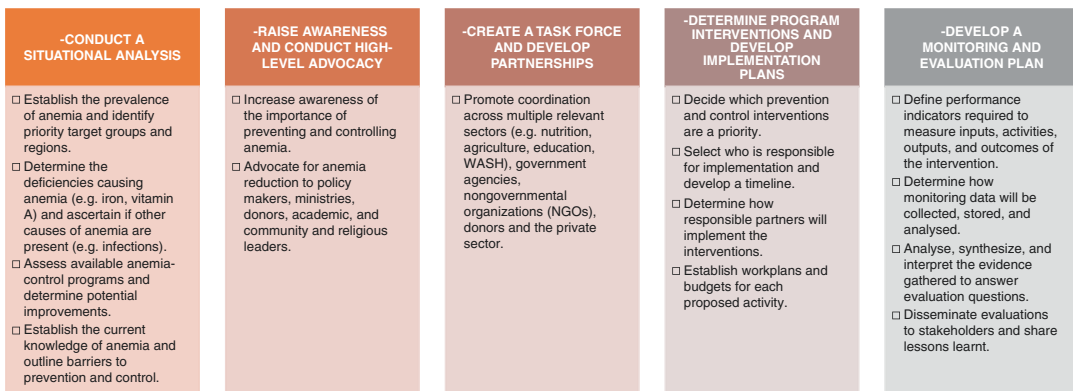 -CONDUCT A
SITUATIONAL ANALYSIS
☐ Establish the prevalence
of anemia and identify
priority target groups and
regions.
☐ Determine the
deficiencies causing
anemia (e.g. iron, vitamin
A) and ascertain if other
causes of anemia are
present (e.g. infections).
☐ Assess available anemia-
control programs and
determine potential
improvements.
☐ Establish the current
knowledge of anemia and
outline barriers to
prevention and control.
-RAISE AWARENESS
AND CONDUCT HIGH-
LEVEL ADVOCACY
☐ Increase awareness of
the importance of
preventing and controlling
anemia.
☐ Advocate for anemia
reduction to policy
makers, ministries,
donors, academic, and
community and religious
leaders.
-CREATE A TASK FORCE
AND DEVELOP
PARTNERSHIPS
☐ Promote coordination
across multiple relevant
sectors (e.g. nutrition,
agriculture, education,
WASH), government
agencies,
nongovernmental
organizations (NGOs),
donors and the private
sector.
-DETERMINE PROGRAM
INTERVENTIONS AND
DEVELOP
IMPLEMENTATION
PLANS
☐ Decide which prevention
and control interventions
are a priority.
☐ Select who is responsible
for implementation and
develop a timeline.
☐ Determine how
responsible partners will
implement the
interventions.
☐ Establish workplans and
budgets for each
proposed activity.
-DEVELOP A
MONITORING AND
EVALUATION PLAN
☐ Define performance
indicators required to
measure inputs, activities,
outputs, and outcomes of
the intervention.
☐ Determine how
monitoring data will be
collected, stored, and
analysed.
☐ Analyse, synthesize, and
interpret the evidence
gathered to answer
evaluation questions.
☐ Disseminate evaluations
to stakeholders and share
lessons learnt.